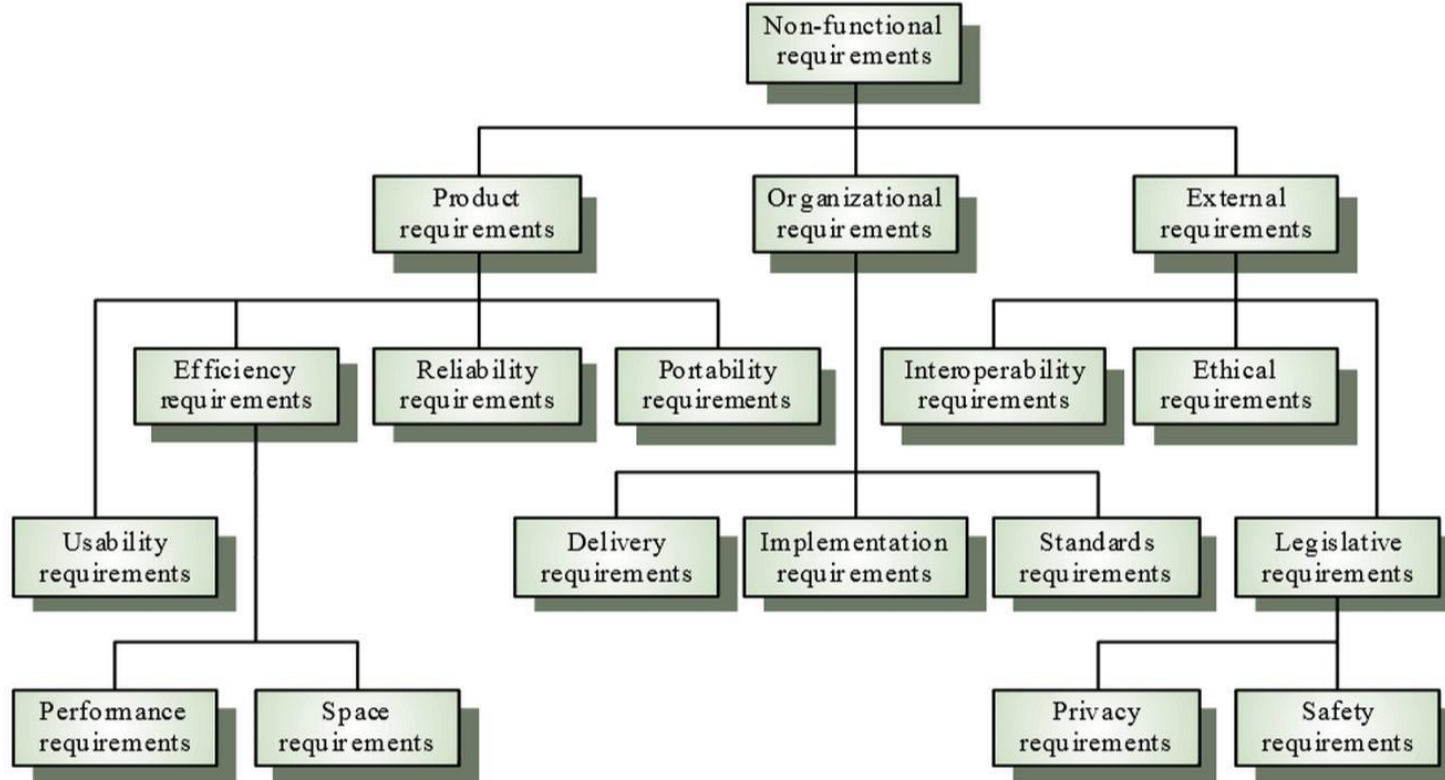 Non-functional
requirements
Product
requirements
Organizational
requirements
External
requirements
Efficiency
requirements
Reliability
requirements
Portability
requirements
Interoperability
requirements
Ethical
requirements
Usability
requirements
Delivery
requirements
Implementation
requirements
Standards
requirements
Legislative
requirements
Performance
requirements
Space
requirements
Privacy
requirements
Safety
requirements